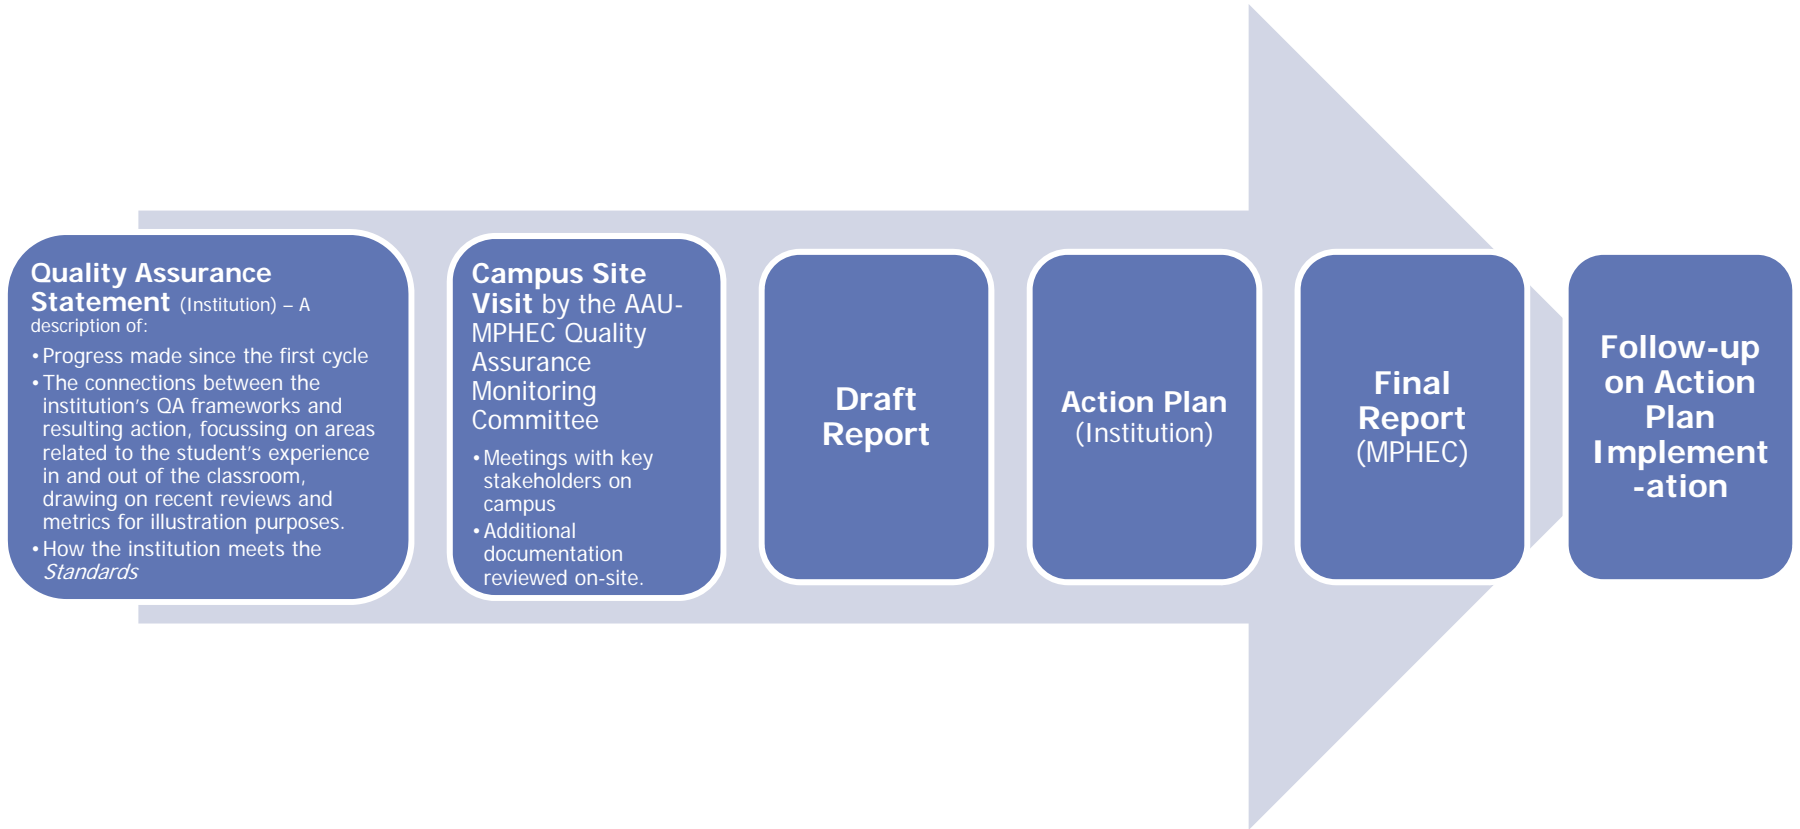 Quality Assurance
Statement (Institution) – A
description of:
• Progress made since the first cycle
• The connections between the
institution's QA frameworks and
resulting action, focussing on areas
related to the student's experience
in and out of the classroom,
drawing on recent reviews and
metrics for illustration purposes.
• How the institution meets the
Standards
Campus Site
Visit by the AAU-
MPHEC Quality
Assurance
Monitoring
Committee
• Meetings with key
stakeholders on
campus
• Additional
documentation
reviewed on-site.
Draft
Report
Action Plan
(Institution)
Final
Report
(MPHEC)
Follow-up
on Action
Plan
Implement
-ation